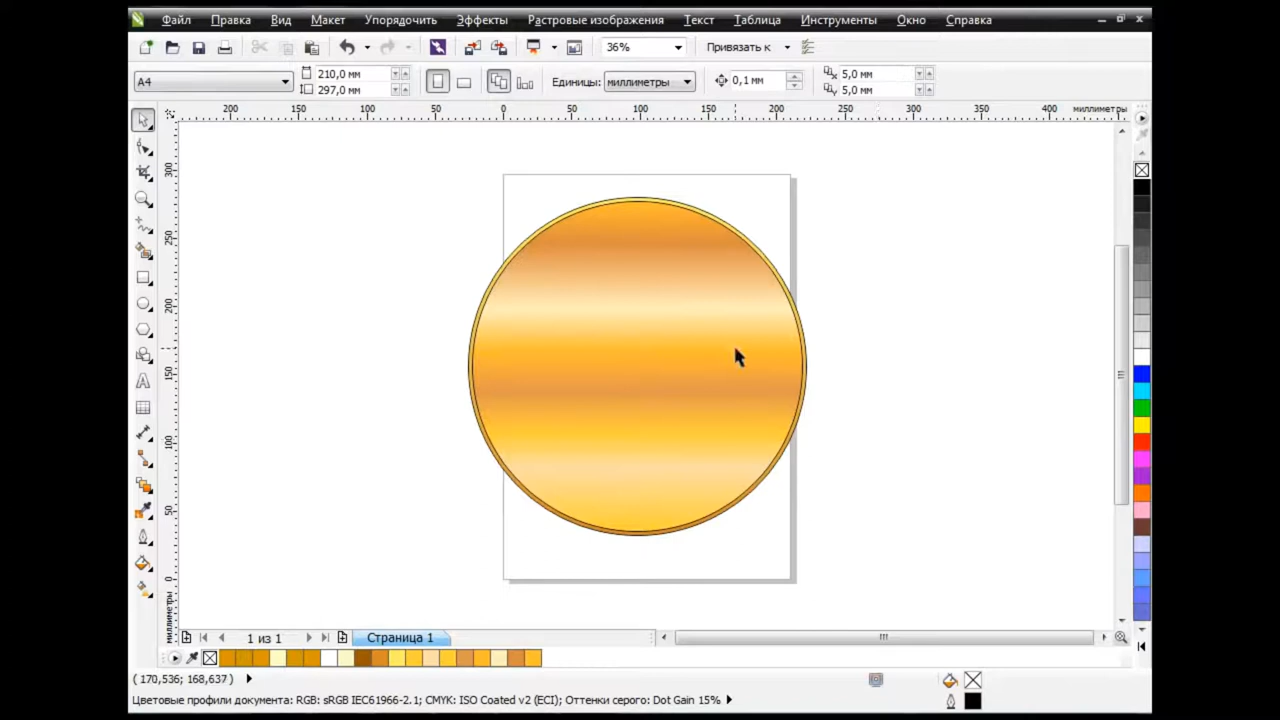 Файл Правка Вид Макет Упорядочить Эффекты Растровые изображения Текст Таблица Инструменты Окно Справка
36% Привязать к
A4 210,0 мм 297,0 мм Единицы: миллиметры 0,1 мм 5,0 мм 5,0 мм
200 150 100 50 0 50 100 150 200 250 300 350 400 миллиметры
300
250
200
150
100
50
0
миллиметры
1 из 1 Страница 1
( 170,536; 168,637)
Цветовые профили документа: RGB: sRGB IEC61966-2.1; CMYK: ISO Coated v2 (ECI); Оттенки серого: Dot Gain 15%